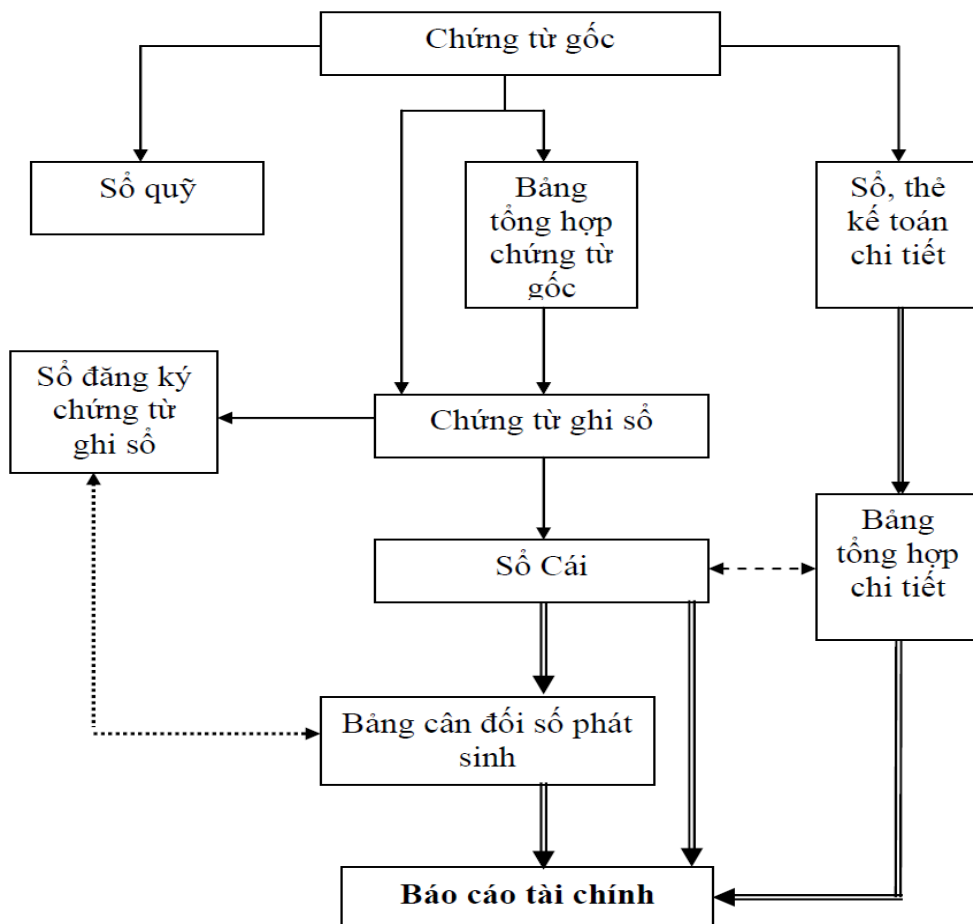 Chứng từ gốc
Sổ quỹ
Bảng
tổng hợp
chứng từ
gốc
Sổ, thẻ
kế toán
chi tiết
Sổ đăng ký
chứng từ
ghi sổ
Chứng từ ghi sổ
Sổ Cái
Bảng
tổng hợp
chi tiết
Bảng cân đối số phát
sinh
Báo cáo tài chính